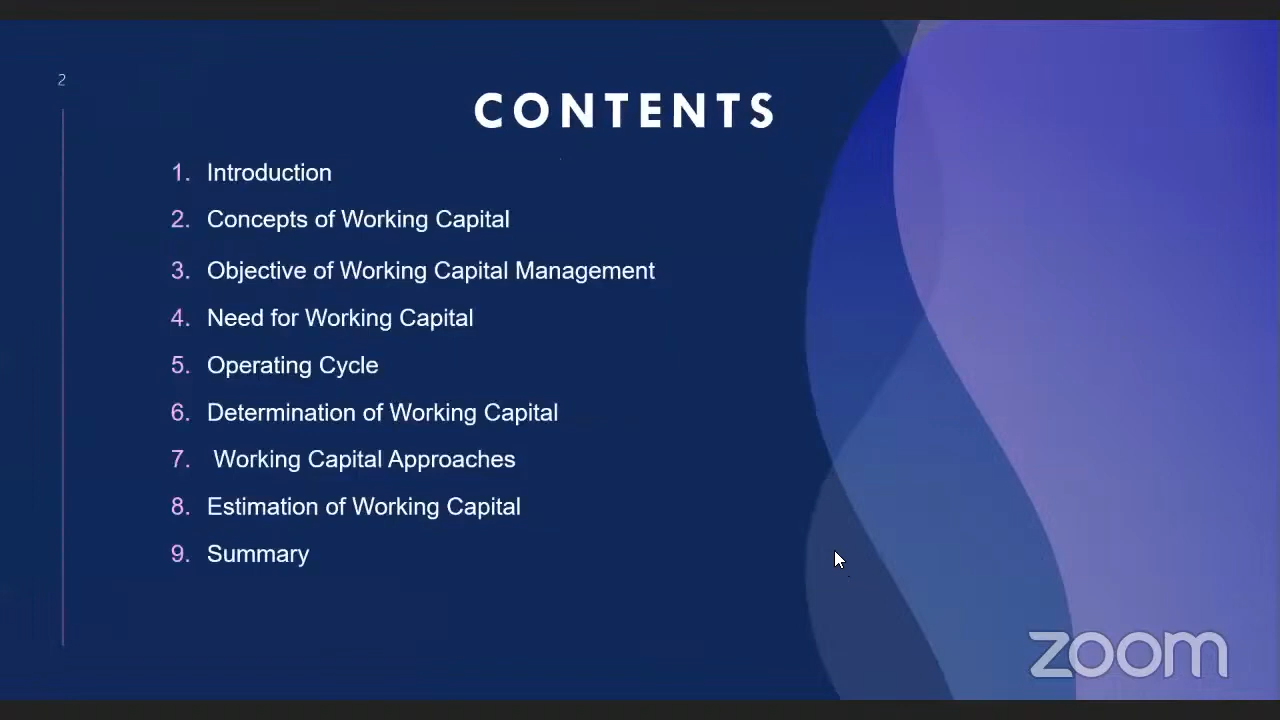 2
CONTENTS
1. Introduction
2. Concepts of Working Capital
3. Objective of Working Capital Management
4. Need for Working Capital
5. Operating Cycle
6. Determination of Working Capital
7. Working Capital Approaches
8. Estimation of Working Capital
9. Summary
zoom